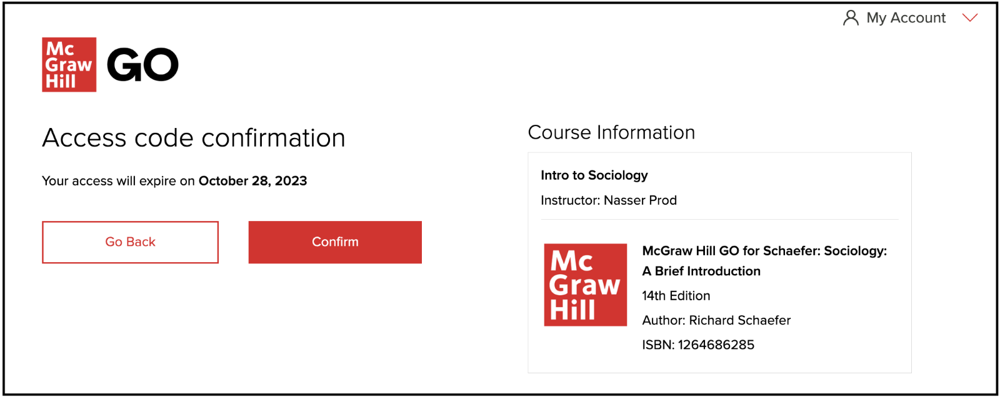 My Account
Mc
Graw
Hill
GO
Access code confirmation
Your access will expire on October 28, 2023
Go Back
Confirm
Course Information
Intro to Sociology
Instructor: Nasser Prod
Mc
Graw
Hill
McGraw Hill GO for Schaefer: Sociology:
A Brief Introduction
14th Edition
Author: Richard Schaefer
ISBN: 1264686285